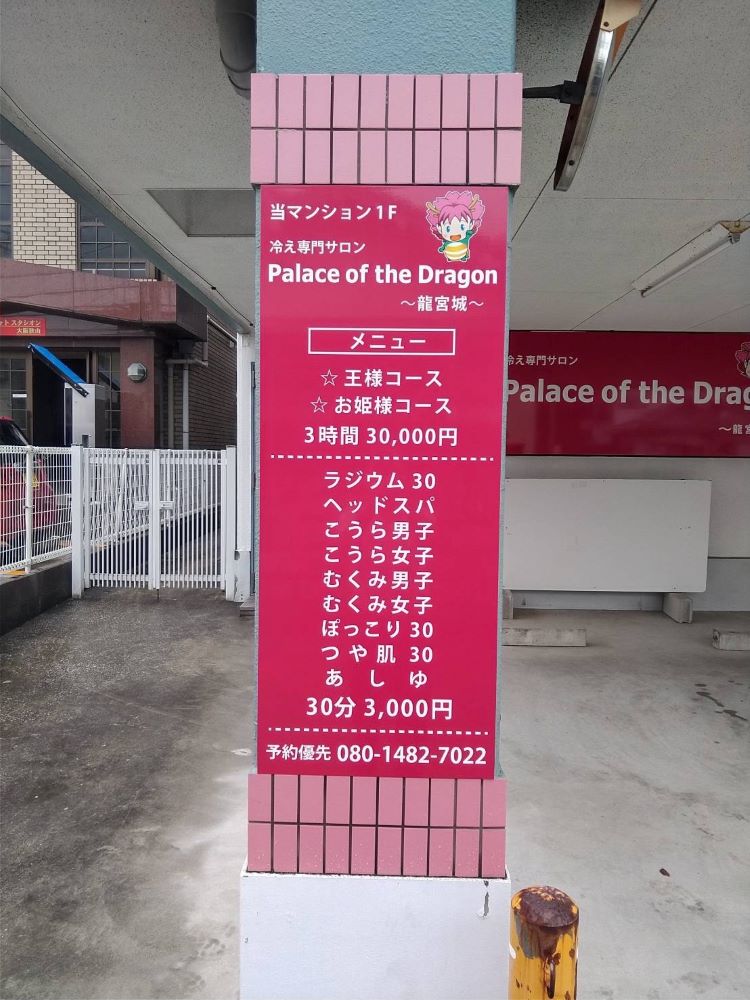 当マンション1F
冷え専門サロン
Palace of the Dragon
～龍宮城～
メニュー
☆王様コース
☆お姫様コース
3時間 30,000円
ラジウム 30
ヘッドスパ
こうら男子
こうら女子
むくみ男子
むくみ女子
ぽっこり 30
つや肌 30
あしゆ
30分 3,000円
予約優先 080-1482-7022
冷え専門サロン
Palace of the Drag
～龍宮